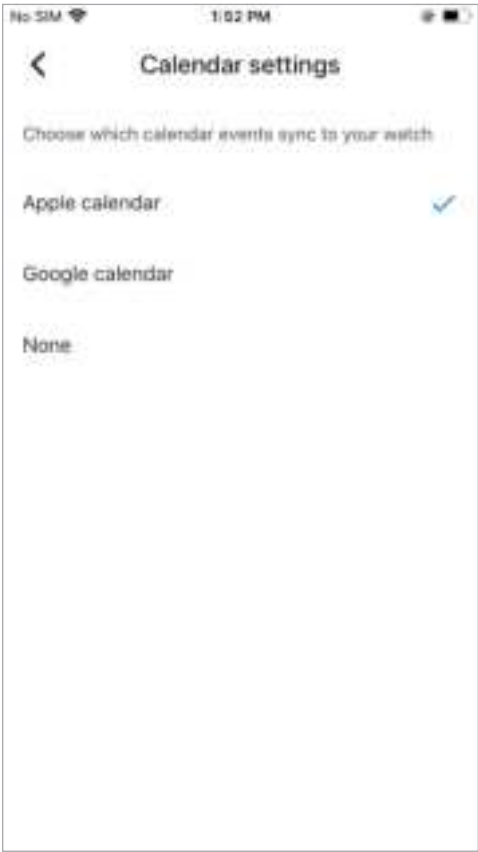 No SIM 1:52 PM
Calendar settings
Choose which calendar events sync to your watch
Apple calendar
Google calendar
None